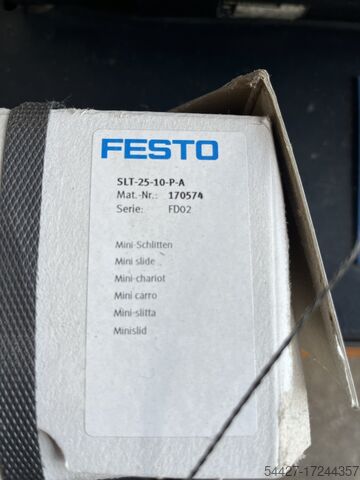 FESTO
SLT-25-10-P-A
Mat.-Nr.: 170574
Serie: FD02
Mini-Schlitten
Mini slide
Mini-chariot
Mini carro
Mini-slitta
Minislid
54427-17244357